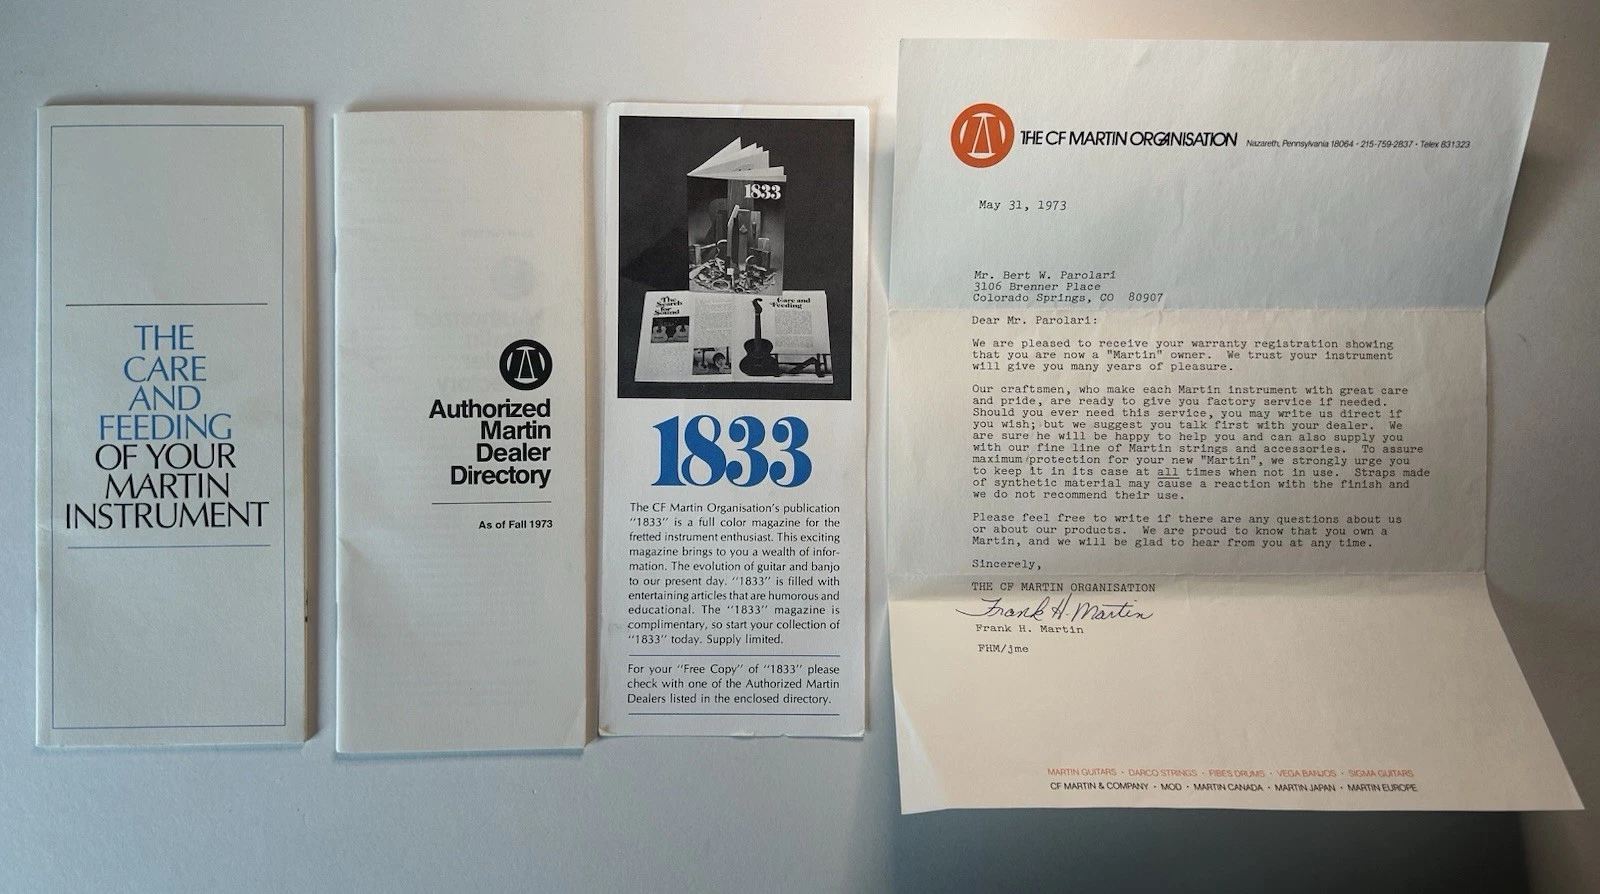 THE
CARE
AND
FEEDING
OF YOUR
MARTIN
INSTRUMENT
Authorized
Martin
Dealer
Directory
As of Fall 1973
1833
The
Search
for
Sound
Care and
Feeding
1833
The CF Martin Organisation's publication
"1833" is a full color magazine for the
fretted instrument enthusiast. This exciting
magazine brings to you a wealth of infor-
mation. The evolution of guitar and banjo
to our present day. "1833" is filled with
entertaining articles that are humorous and
educational. The "1833" magazine is
complimentary, so start your collection of
"1833" today. Supply limited.
For your "Free Copy" of "1833" please
check with one of the Authorized Martin
Dealers listed in the enclosed directory.
THE CF MARTIN ORGANISATION Nazareth, Pennsylvania 18064 • 215-759-2837 • Telex 831323
May 31, 1973
Mr. Bert W. Parolari
3106 Brenner Place
Colorado Springs, CO 80907
Dear Mr. Parolari:
We are pleased to receive your warranty registration showing
that you are now a "Martin" owner. We trust your instrument
will give you many years of pleasure.
Our craftsmen, who make each Martin instrument with great care
and pride, are ready to give you factory service if needed.
Should you ever need this service, you may write us direct if
you wish; but we suggest you talk first with your dealer. We
are sure he will be happy to help you and can also supply you
with our fine line of Martin strings and accessories. To assure
maximum protection for your new "Martin", we strongly urge you
to keep it in its case at all times when not in use. Straps made
of synthetic material may cause a reaction with the finish and
we do not recommend their use.
Please feel free to write if there are any questions about us
or about our products. We are proud to know that you own a
Martin, and we will be glad to hear from you at any time.
Sincerely,
THE CF MARTIN ORGANISATION
Frank H. Martin
Frank H. Martin
FHM/jme
MARTIN GUITARS • DARCO STRINGS • FIBES DRUMS • VEGA BANJOS • SIGMA GUITARS
CF MARTIN & COMPANY • MOD • MARTIN CANADA • MARTIN JAPAN • MARTIN EUROPE